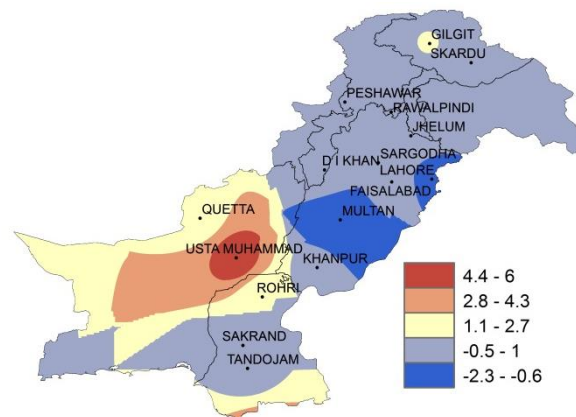 GILGIT
SKARDU
PESHAWAR
RAWALPINDI
JHELUM
SARGODHA
D I KHAN
LAHORE
FAISALABAD
QUETTA
MULTAN
USTA MUHAMMAD
KHANPUR
ROHRI
SAKRAND
TANDOJAM
4.4 - 6
2.8 - 4.3
1.1 - 2.7
-0.5 - 1
-2.3 - -0.6